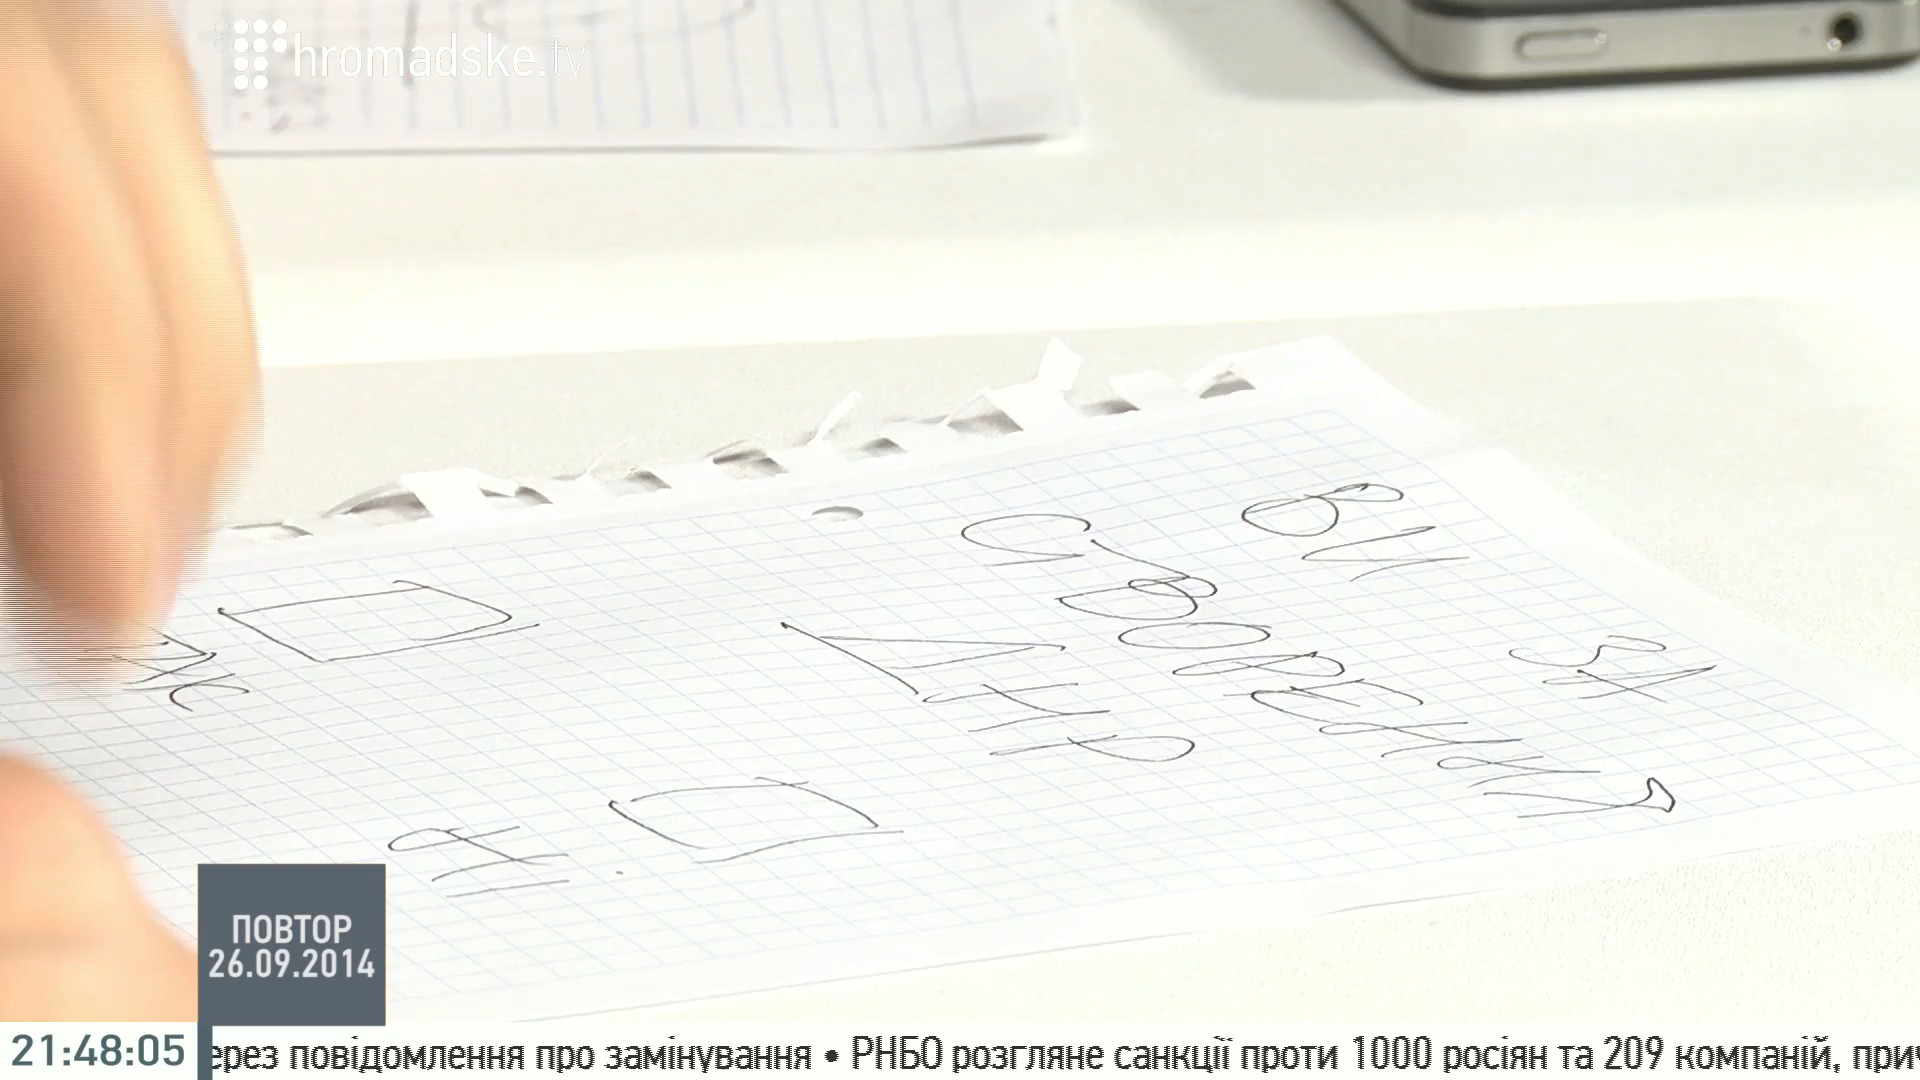 hromadske.tv
ВИ ЗА
СТВОРЕННЯ
ДНР
ТАК
НІ
ПОВТОР
26.09.2014
21:48:05
ерез повідомлення про замінування • РНБО розгляне санкції проти 1000 росіян та 209 компаній, прич